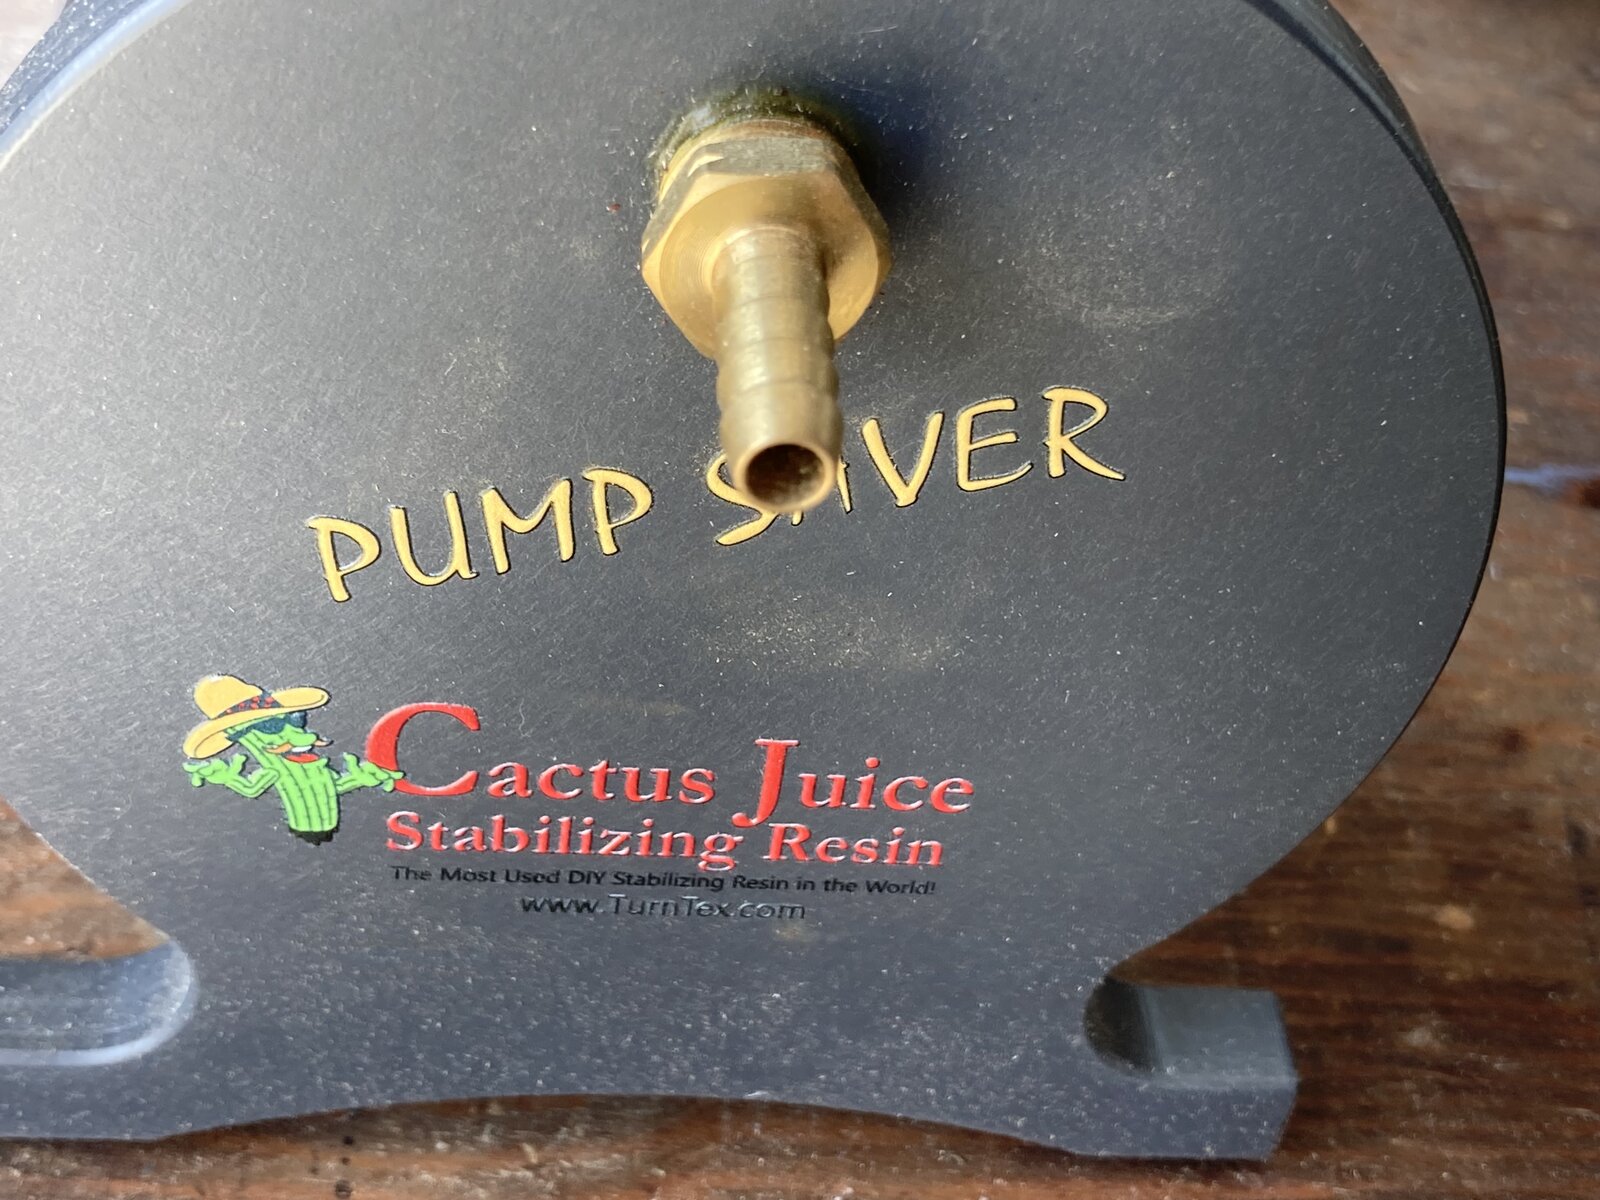 PUMP SAVER
Cactus Juice
Stabilizing Resin
The Most Used DIY Stabilizing Resin in the World!
www.TurnTex.com